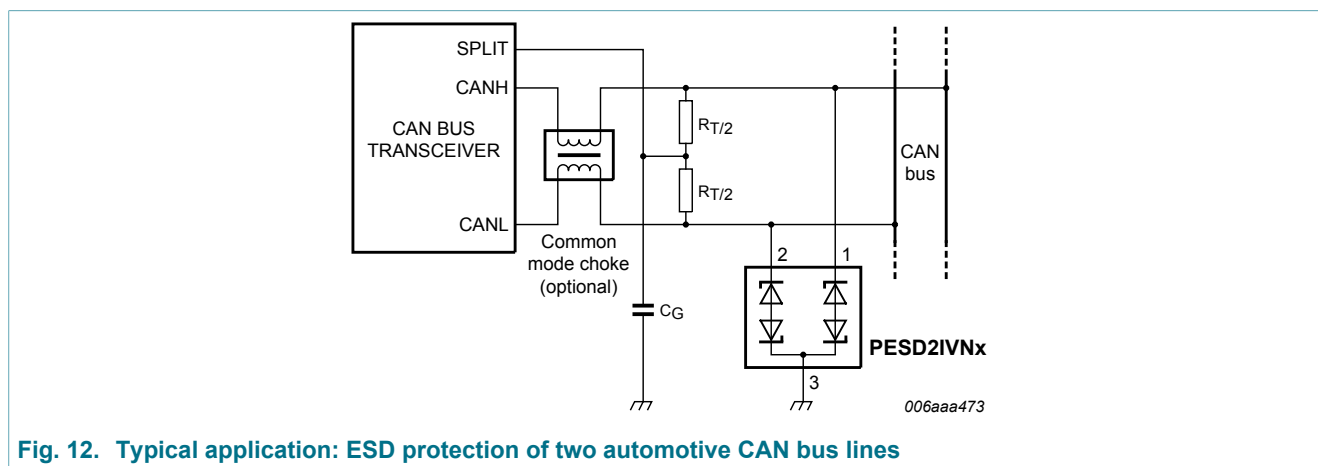 SPLIT
CANH
CAN BUS
TRANSCEIVER
CANL
Common
mode choke
(optional)
RT/2
RT/2
CG
CAN
bus
2
1
3
PESD2IVNx
006aaa473
Fig. 12. Typical application: ESD protection of two automotive CAN bus lines